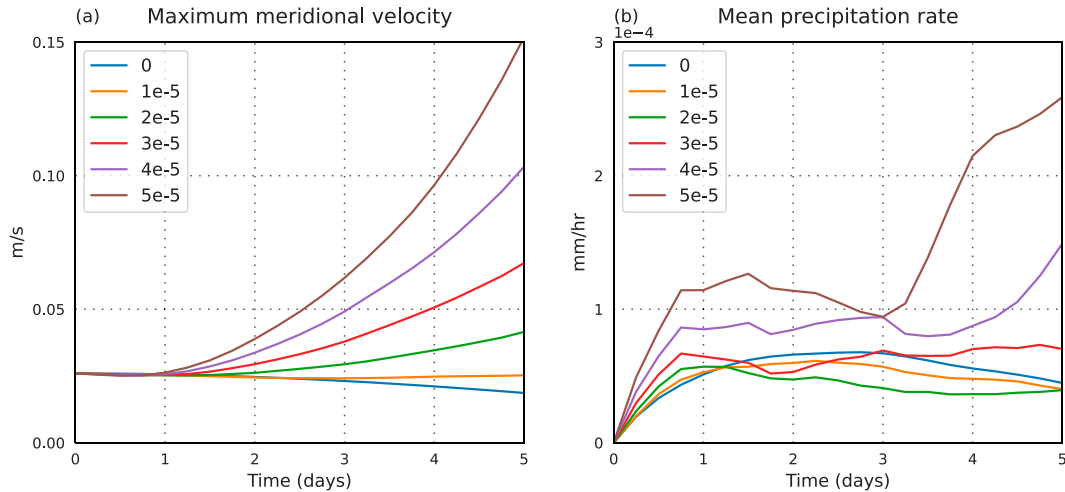 (a) Maximum meridional velocity
0.15
0.10
0.05
0.00
m/s
0
1e-5
2e-5
3e-5
4e-5
5e-5
0 1 2 3 4 5
Time (days)
(b) Mean precipitation rate
1e−4
3
2
1
0
mm/hr
0
1e-5
2e-5
3e-5
4e-5
5e-5
0 1 2 3 4 5
Time (days)